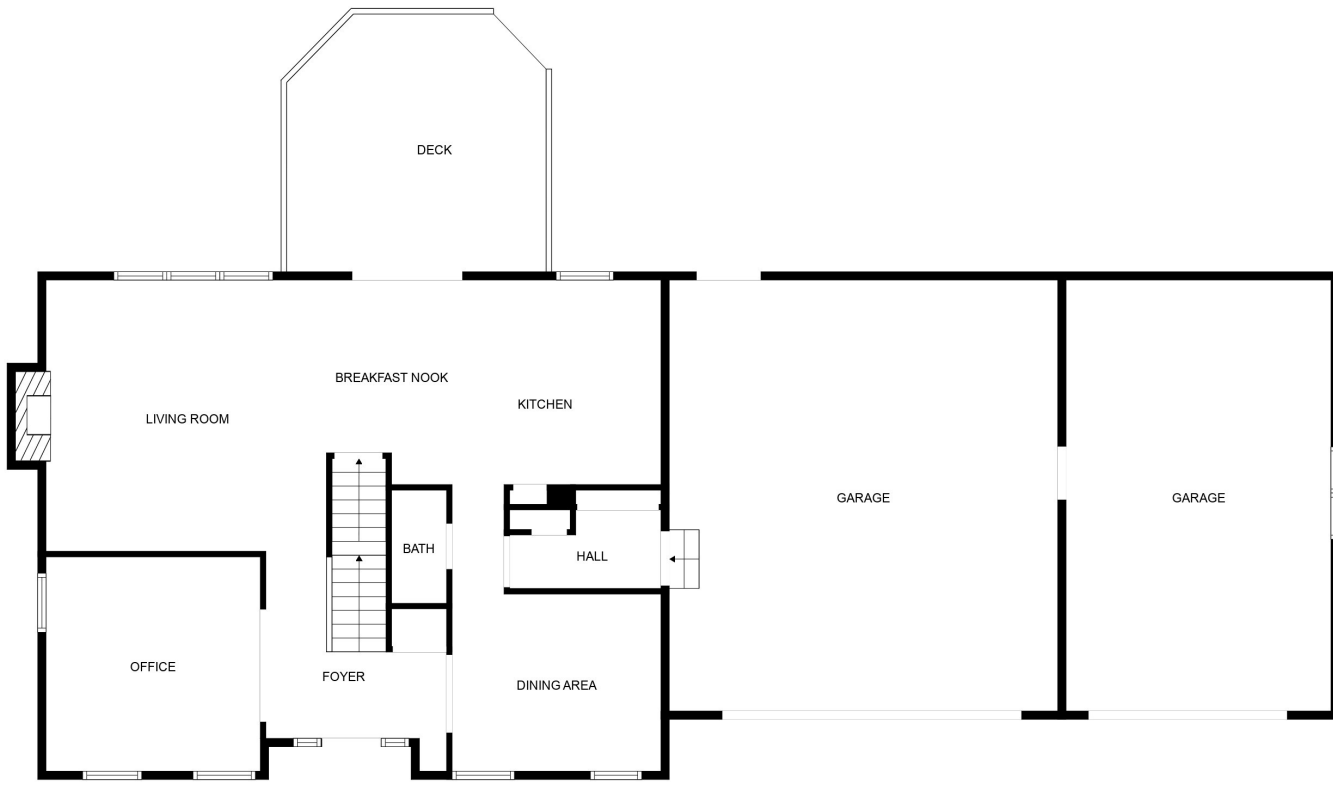 DECK
BREAKFAST NOOK
KITCHEN
LIVING ROOM
GARAGE
GARAGE
BATH
HALL
OFFICE
FOYER
DINING AREA